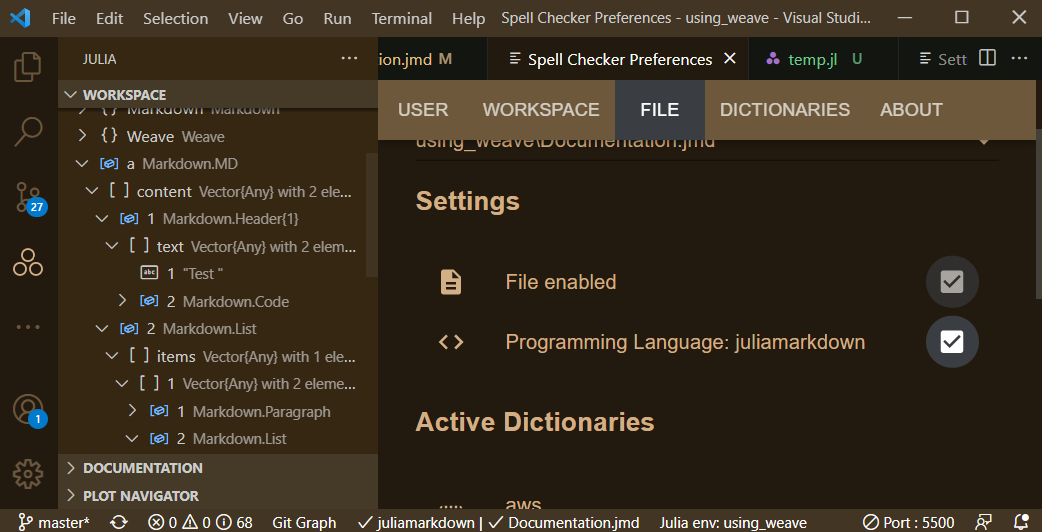 File Edit Selection View Go Run Terminal Help Spell Checker Preferences - using_weave - Visual Studi...
JULIA ...
ion.jmd M Spell Checker Preferences temp.jl U Sett ...
WORKSPACE
USER WORKSPACE FILE DICTIONARIES ABOUT
{} Markdown Markdown
using_weave\Documentation.jmd
{} Weave Weave
a Markdown.MD
[ ] content Vector{Any} with 2 ele...
Settings
1 Markdown.Header{1}
[ ] text Vector{Any} with 2 elem...
abc 1 "Test "
File enabled
2 Markdown.Code
2 Markdown.List
Programming Language: juliamarkdown
[ ] items Vector{Any} with 1 ele...
[ ] 1 Vector{Any} with 2 eleme...
1 Markdown.Paragraph
Active Dictionaries
2 Markdown.List
27
1
DOCUMENTATION
PLOT NAVIGATOR
aws
master* 0 0 68 Git Graph juliamarkdown | Documentation.jmd Julia env: using_weave Port : 5500